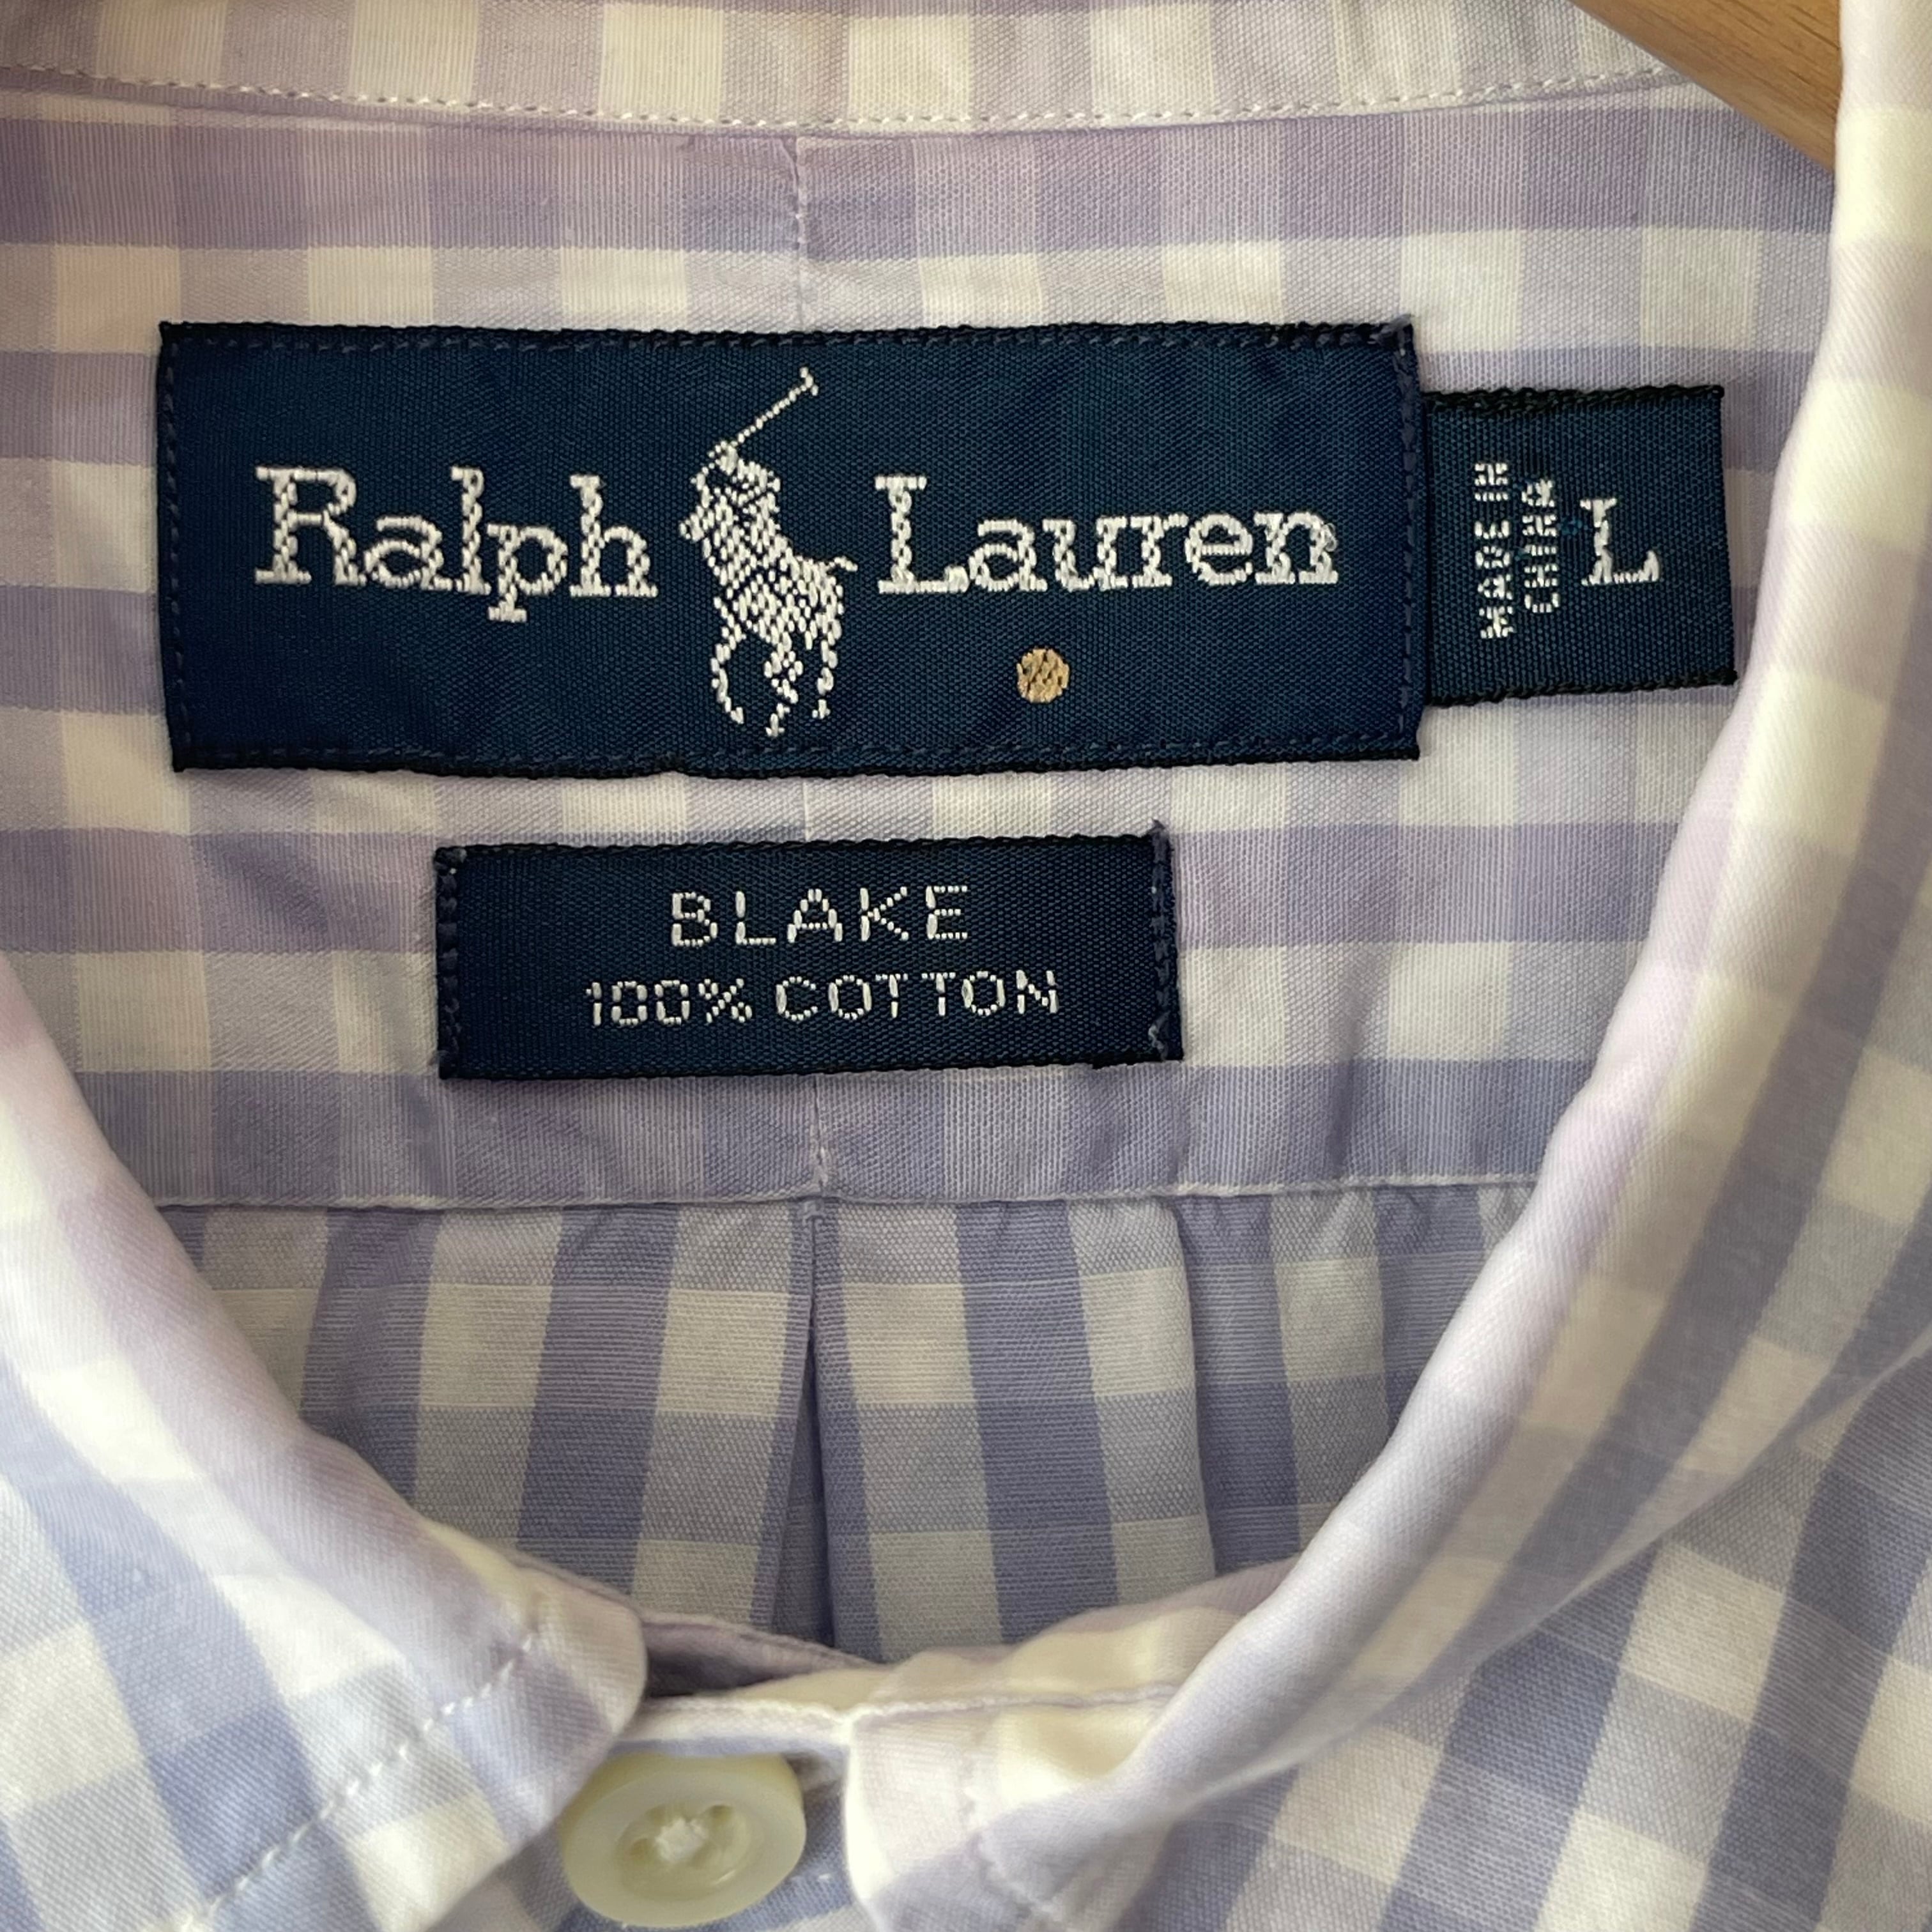 Ralph Lauren
MADE IN
CHINA
L
BLAKE
100% COTTON